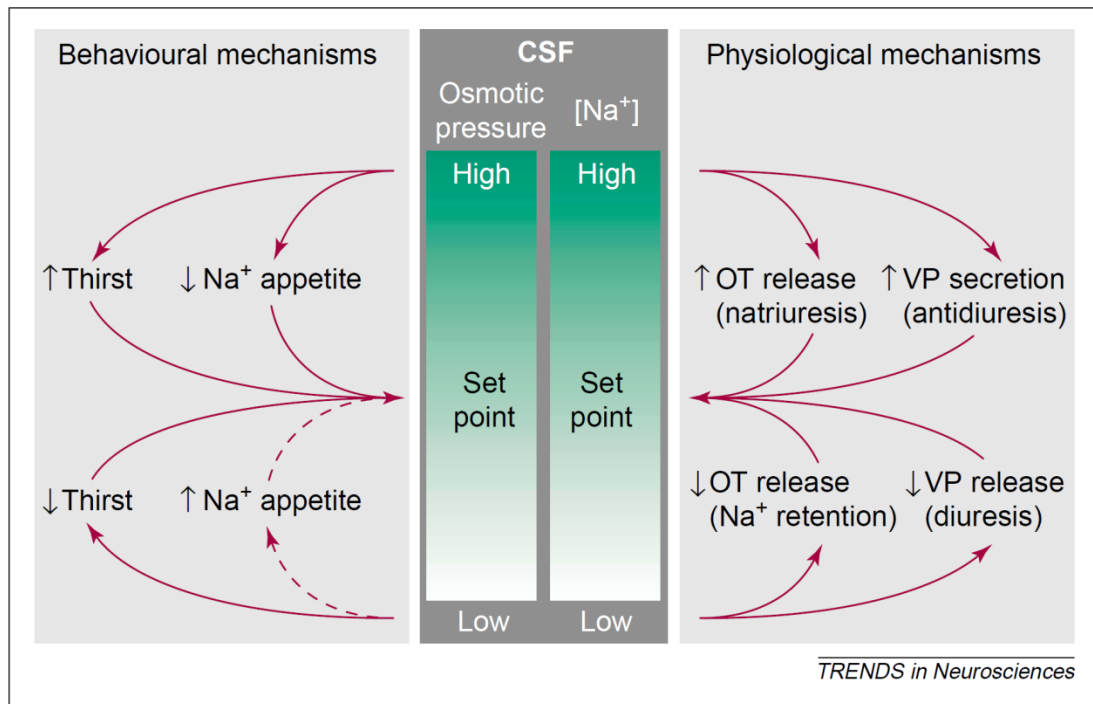 Behavioural mechanisms
↑Thirst
↓ Na⁺ appetite
↓Thirst
↑ Na⁺ appetite
CSF
Osmotic
pressure
[Na⁺]
High
High
Set
point
Set
point
Low
Low
Physiological mechanisms
↑ OT release
(natriuresis)
↑ VP secretion
(antidiuresis)
↓OT release
(Na⁺ retention)
↓VP release
(diuresis)
TRENDS in Neurosciences